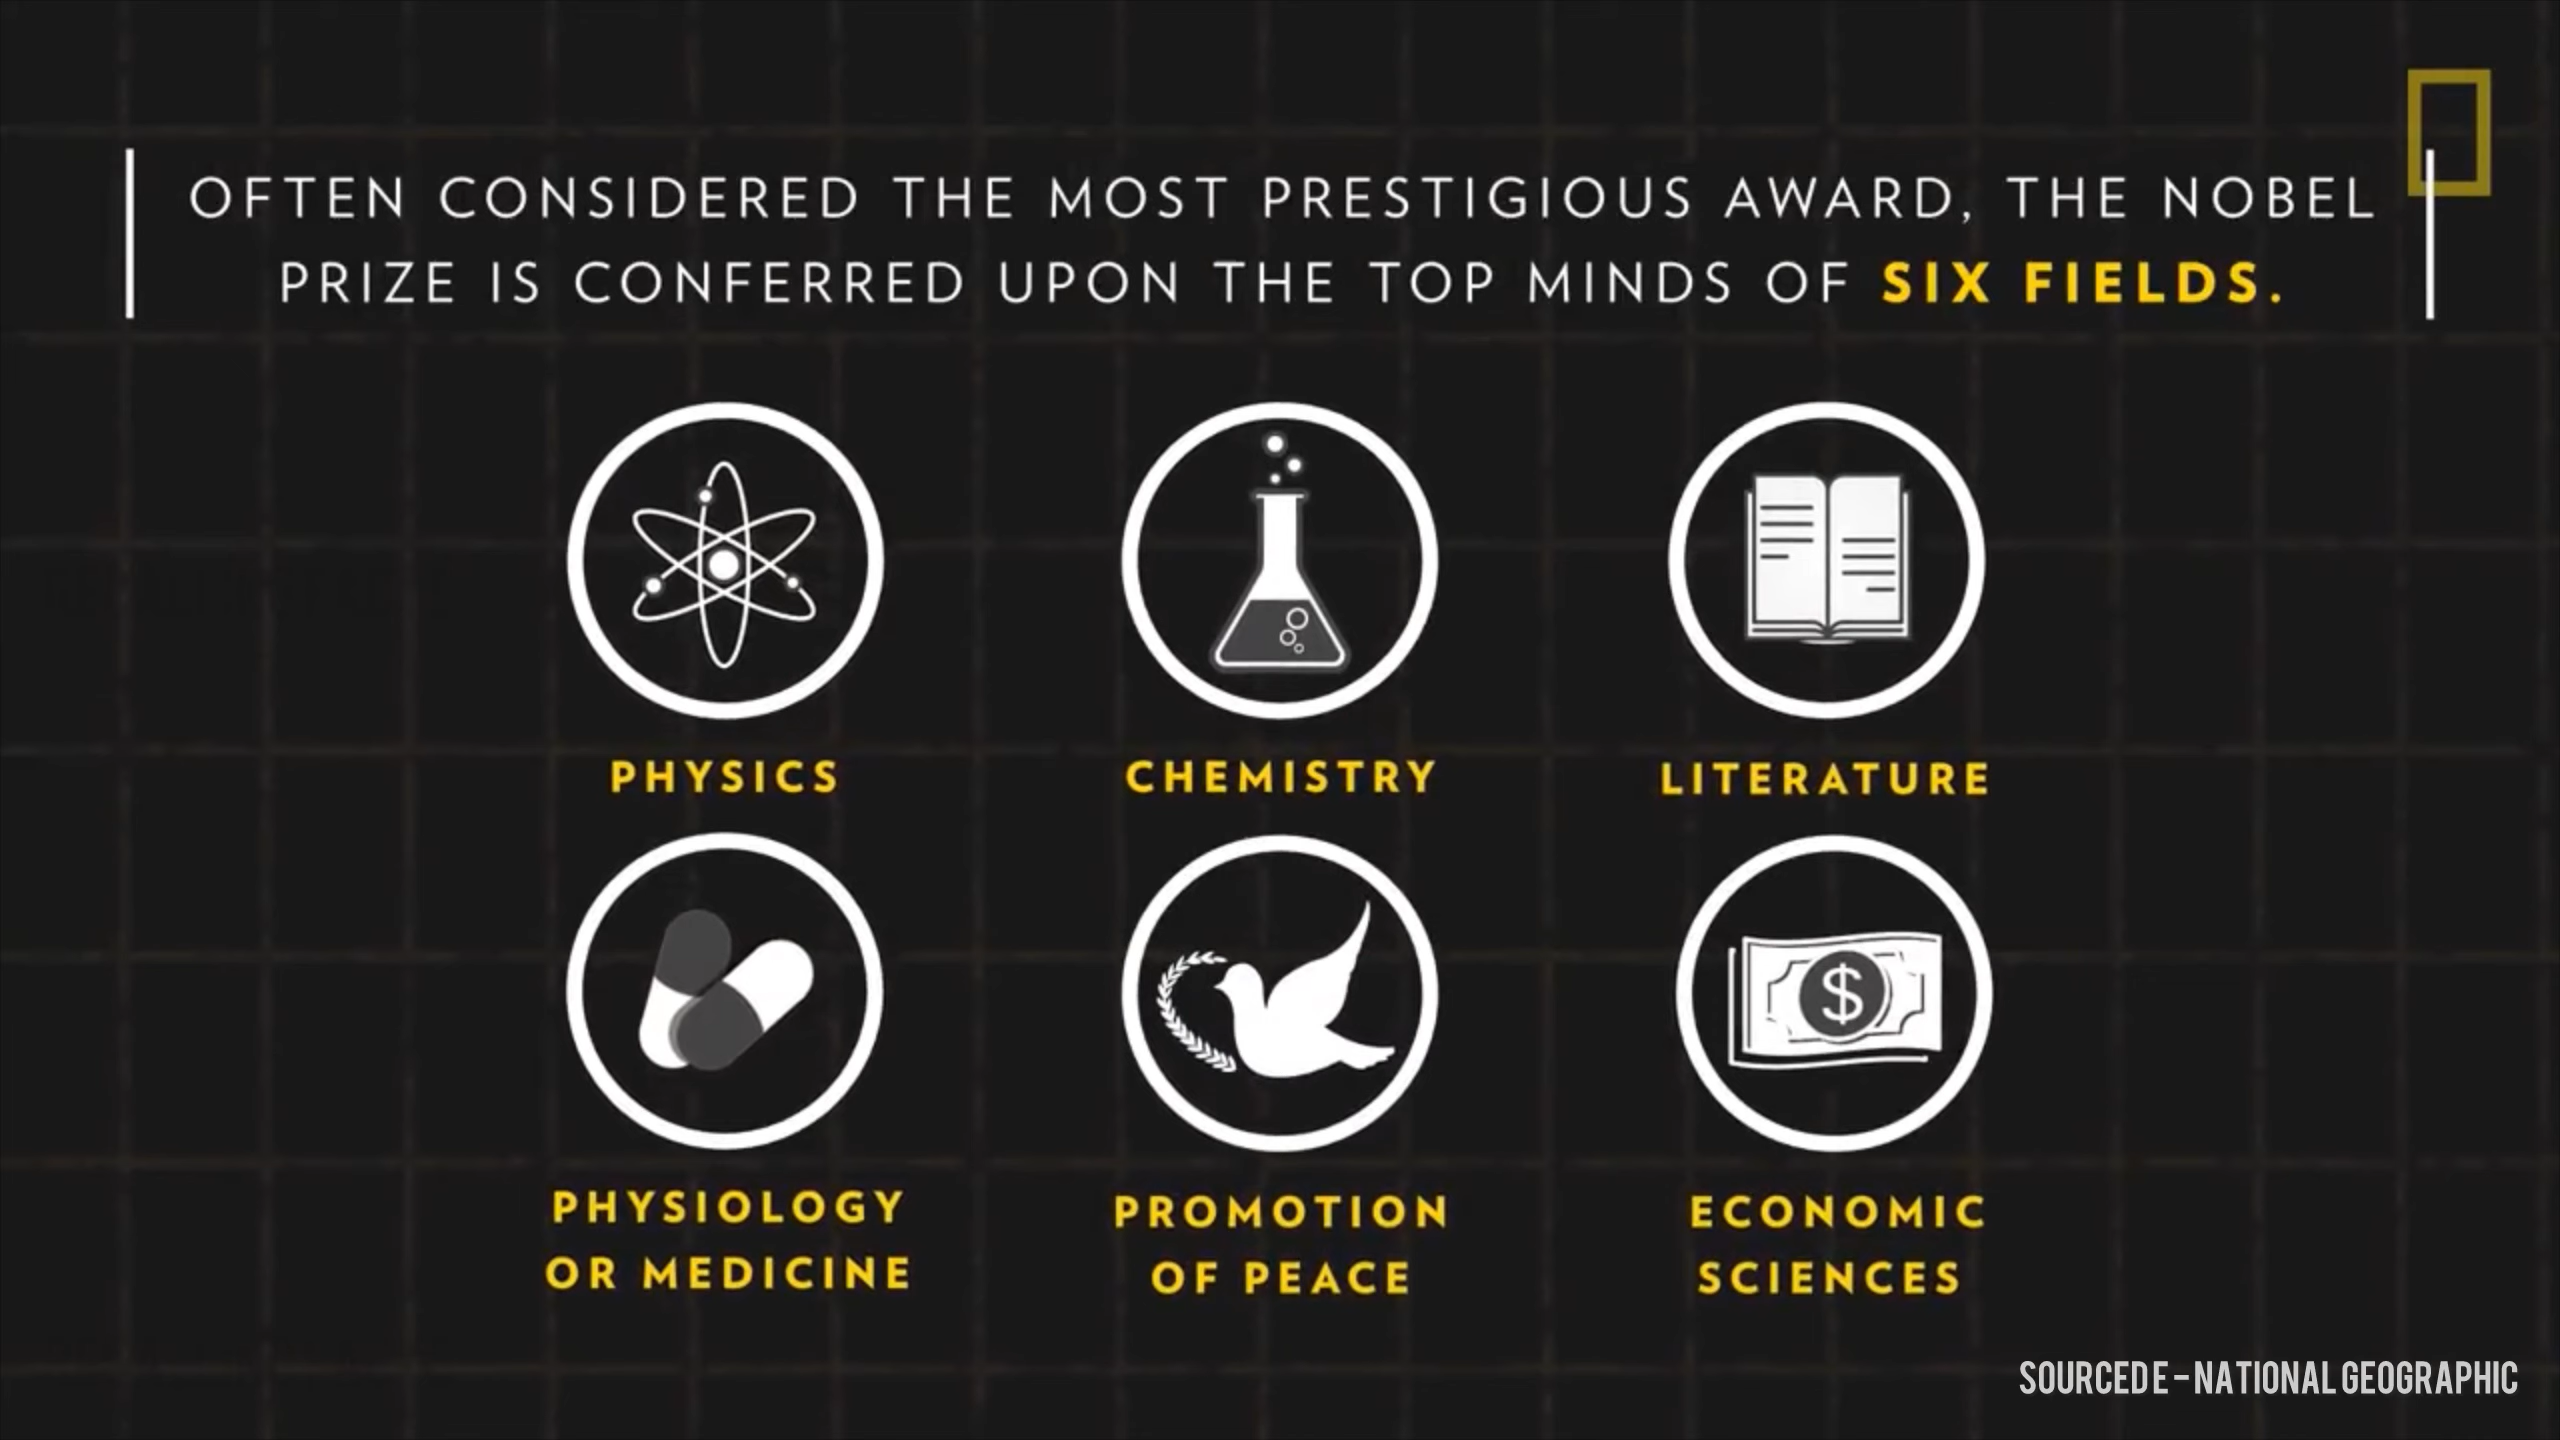 OFTEN CONSIDERED THE MOST PRESTIGIOUS AWARD, THE NOBEL
PRIZE IS CONFERRED UPON THE TOP MINDS OF SIX FIELDS.
PHYSICS
CHEMISTRY
LITERATURE
$
PHYSIOLOGY
OR MEDICINE
PROMOTION
OF PEACE
ECONOMIC
SCIENCES
SOURCEDE - NATIONAL GEOGRAPHIC